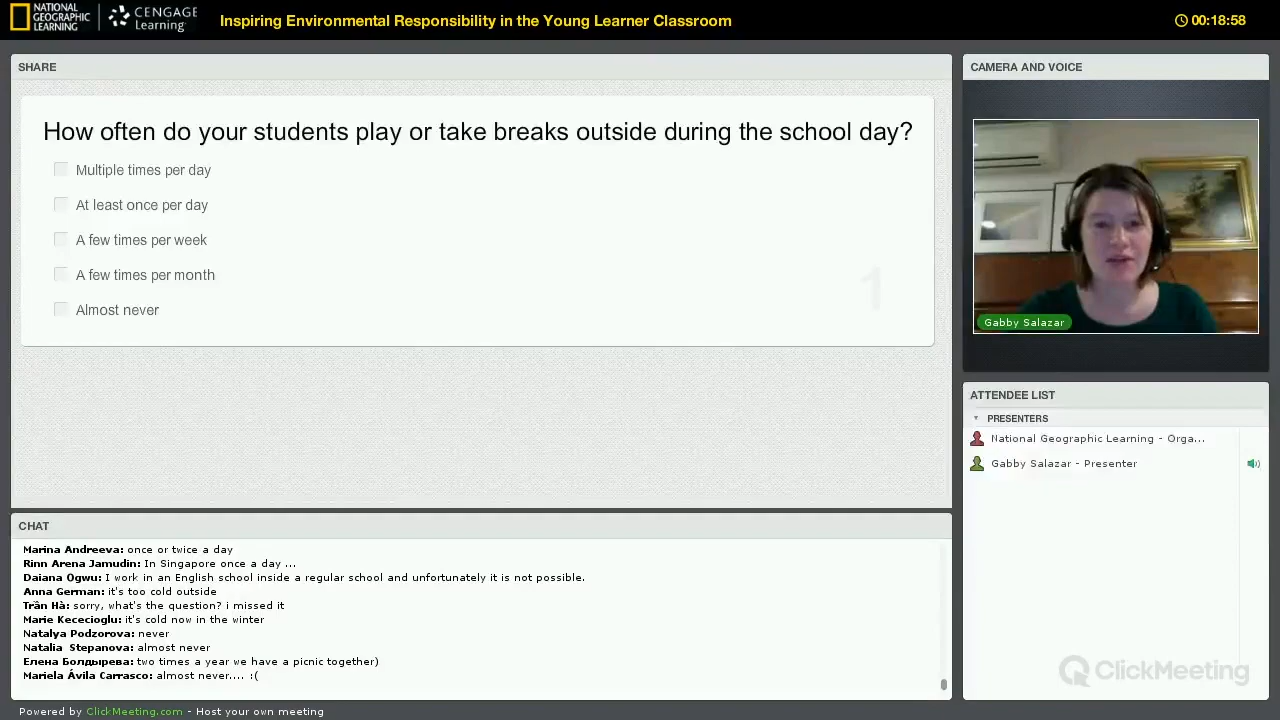 NATIONAL
GEOGRAPHIC
LEARNING
CENGAGE
Learning
Inspiring Environmental Responsibility in the Young Learner Classroom
00:18:58
SHARE
How often do your students play or take breaks outside during the school day?
Multiple times per day
At least once per day
A few times per week
A few times per month
Almost never
1
CAMERA AND VOICE
Gabby Salazar
ATTENDEE LIST
PRESENTERS
National Geographic Learning - Orga...
Gabby Salazar - Presenter
CHAT
Marina Andreeva: once or twice a day
Rinn Arena Jamudin: In Singapore once a day ...
Daiana Ogwu: I work in an English school inside a regular school and unfortunately it is not possible.
Anna German: it's too cold outside
Trần Hà: sorry, what's the question? i missed it
Marie Kececioglu: it's cold now in the winter
Natalya Podzorova: never
Natalia Stepanova: almost never
Елена Болдырева: two times a year we have a picnic together)
Mariela Ávila Carrasco: almost never.... :(
ClickMeeting
Powered by ClickMeeting.com - Host your own meeting